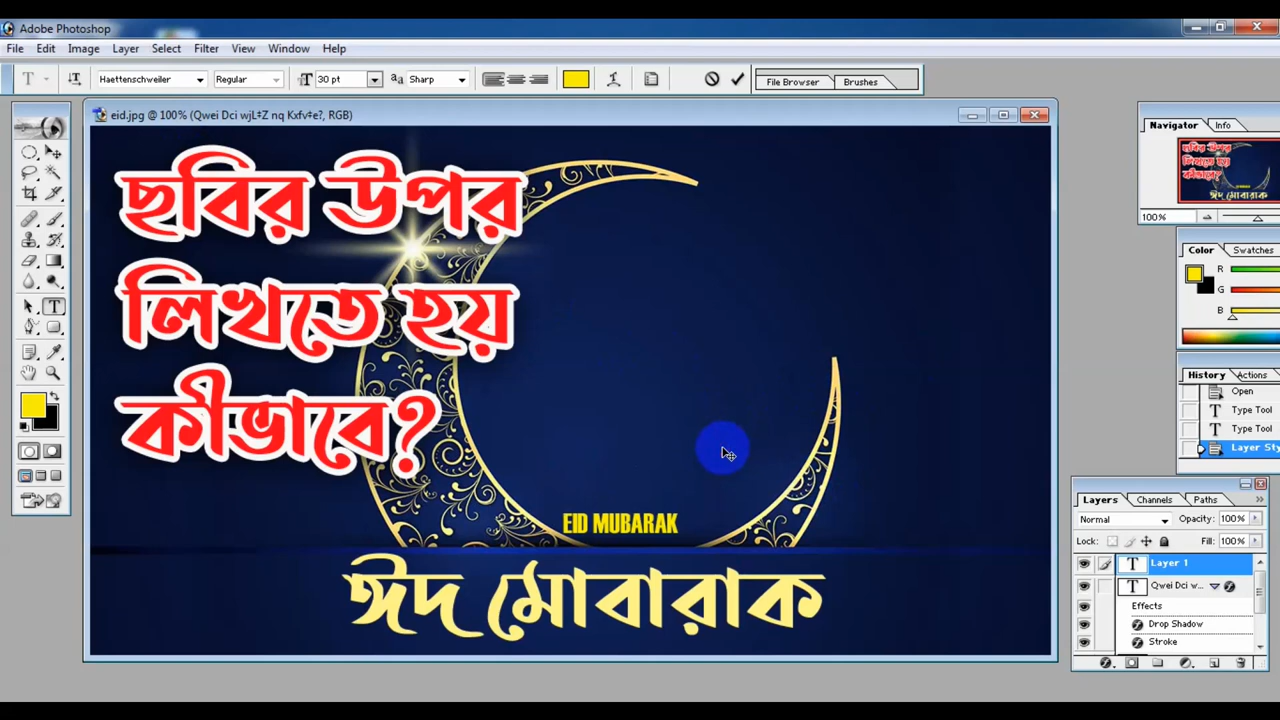 Adobe Photoshop
File Edit Image Layer Select Filter View Window Help
T T Haettenschweiler Regular T 30 pt aa Sharp File Browser Brushes
eid.jpg @ 100% (Qwei Dci wjL‡Z nq Kxfv‡e?, RGB)
Navigator Info
100%
Color Swatches
R
G
B
History Actions
Open
T Type Tool
T Type Tool
Layer Sty
Layers Channels Paths
Normal Opacity: 100%
Lock: Fill: 100%
T Layer 1
T Qwei Dci w...
Effects
Drop Shadow
Stroke
ছবির উপর
লিখতে হয়
কীভাবে?
EID MUBARAK
ঈদ মোবারাক